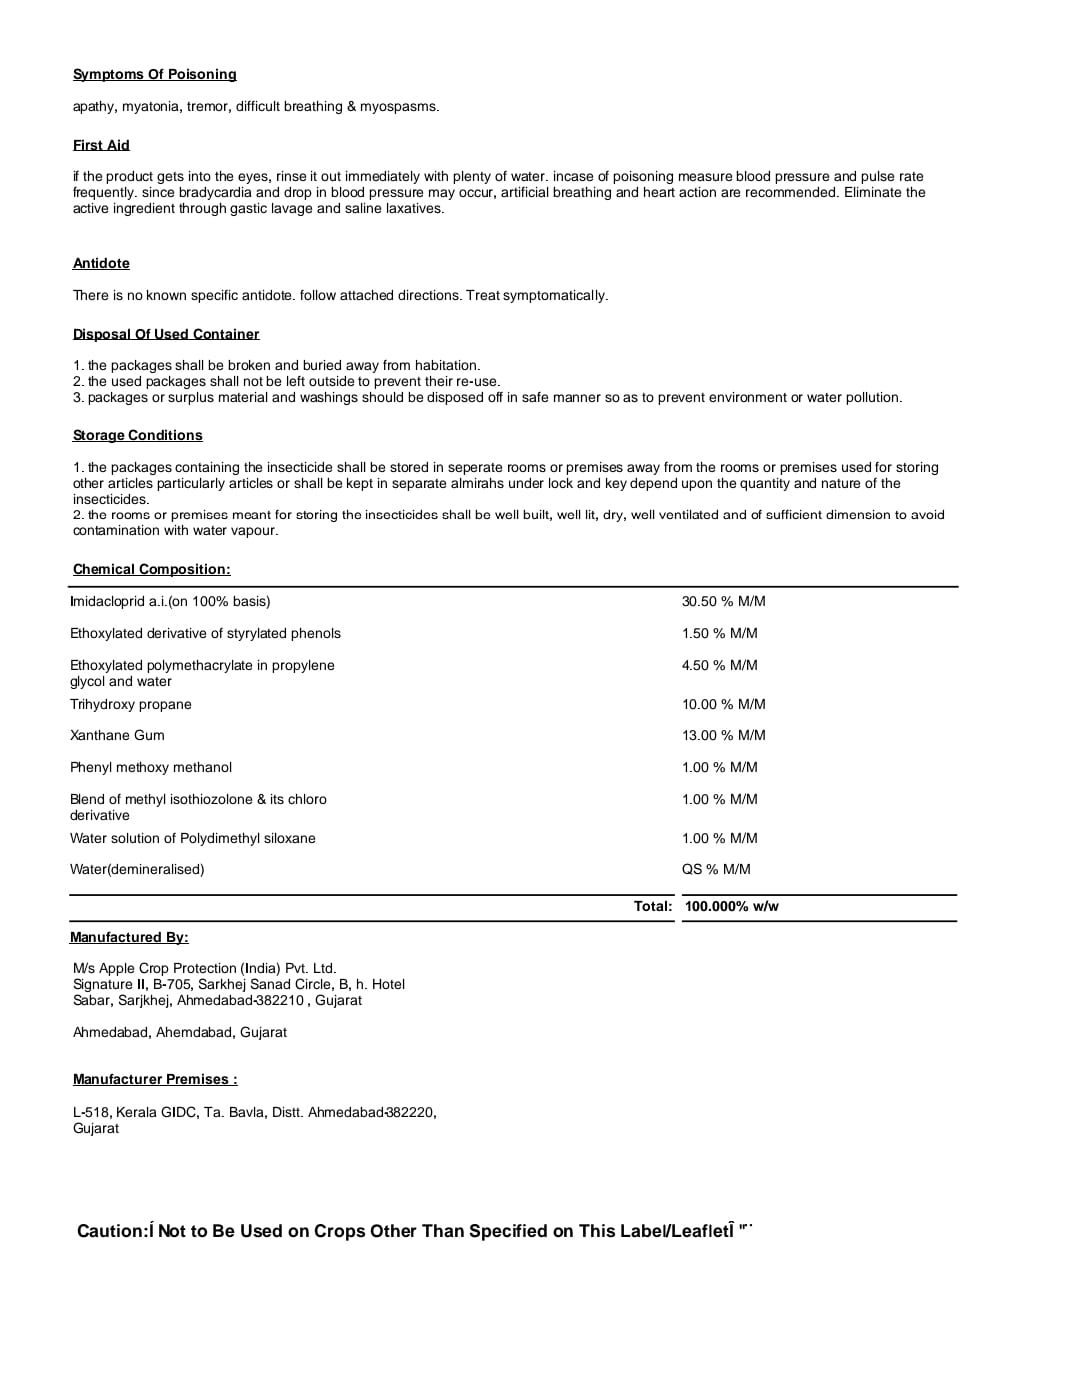 Symptoms Of Poisoning
apathy, myatonia, tremor, difficult breathing & myospasms.
First Aid
if the product gets into the eyes, rinse it out immediately with plenty of water. incase of poisoning measure blood pressure and pulse rate
frequently. since bradycardia and drop in blood pressure may occur, artificial breathing and heart action are recommended. Eliminate the
active ingredient through gastic lavage and saline laxatives.
Antidote
There is no known specific antidote. follow attached directions. Treat symptomatically.
Disposal Of Used Container
1. the packages shall be broken and buried away from habitation.
2. the used packages shall not be left outside to prevent their re-use.
3. packages or surplus material and washings should be disposed off in safe manner so as to prevent environment or water pollution.
Storage Conditions
1. the packages containing the insecticide shall be stored in seperate rooms or premises away from the rooms or premises used for storing
other articles particularly articles or shall be kept in separate almirahs under lock and key depend upon the quantity and nature of the
insecticides.
2. the rooms or premises meant for storing the insecticides shall be well built, well lit, dry, well ventilated and of sufficient dimension to avoid
contamination with water vapour.
Chemical Composition:
Imidacloprid a.i.(on 100% basis) 30.50 % M/M
Ethoxylated derivative of styrylated phenols 1.50 % M/M
Ethoxylated polymethacrylate in propylene 4.50 % M/M
glycol and water
Trihydroxy propane 10.00 % M/M
Xanthane Gum 13.00 % M/M
Phenyl methoxy methanol 1.00 % M/M
Blend of methyl isothiozolone & its chloro 1.00 % M/M
derivative
Water solution of Polydimethyl siloxane 1.00 % M/M
Water(demineralised) QS % M/M
Total: 100.000% w/w
Manufactured By:
M/s Apple Crop Protection (India) Pvt. Ltd.
Signature II, B-705, Sarkhej Sanad Circle, B, h. Hotel
Sabar, Sarjkhej, Ahmedabad-382210 , Gujarat
Ahmedabad, Ahemdabad, Gujarat
Manufacturer Premises :
L-518, Kerala GIDC, Ta. Bavla, Distt. Ahmedabad-382220,
Gujarat
Caution:Í Not to Be Used on Crops Other Than Specified on This Label/LeafletÎ